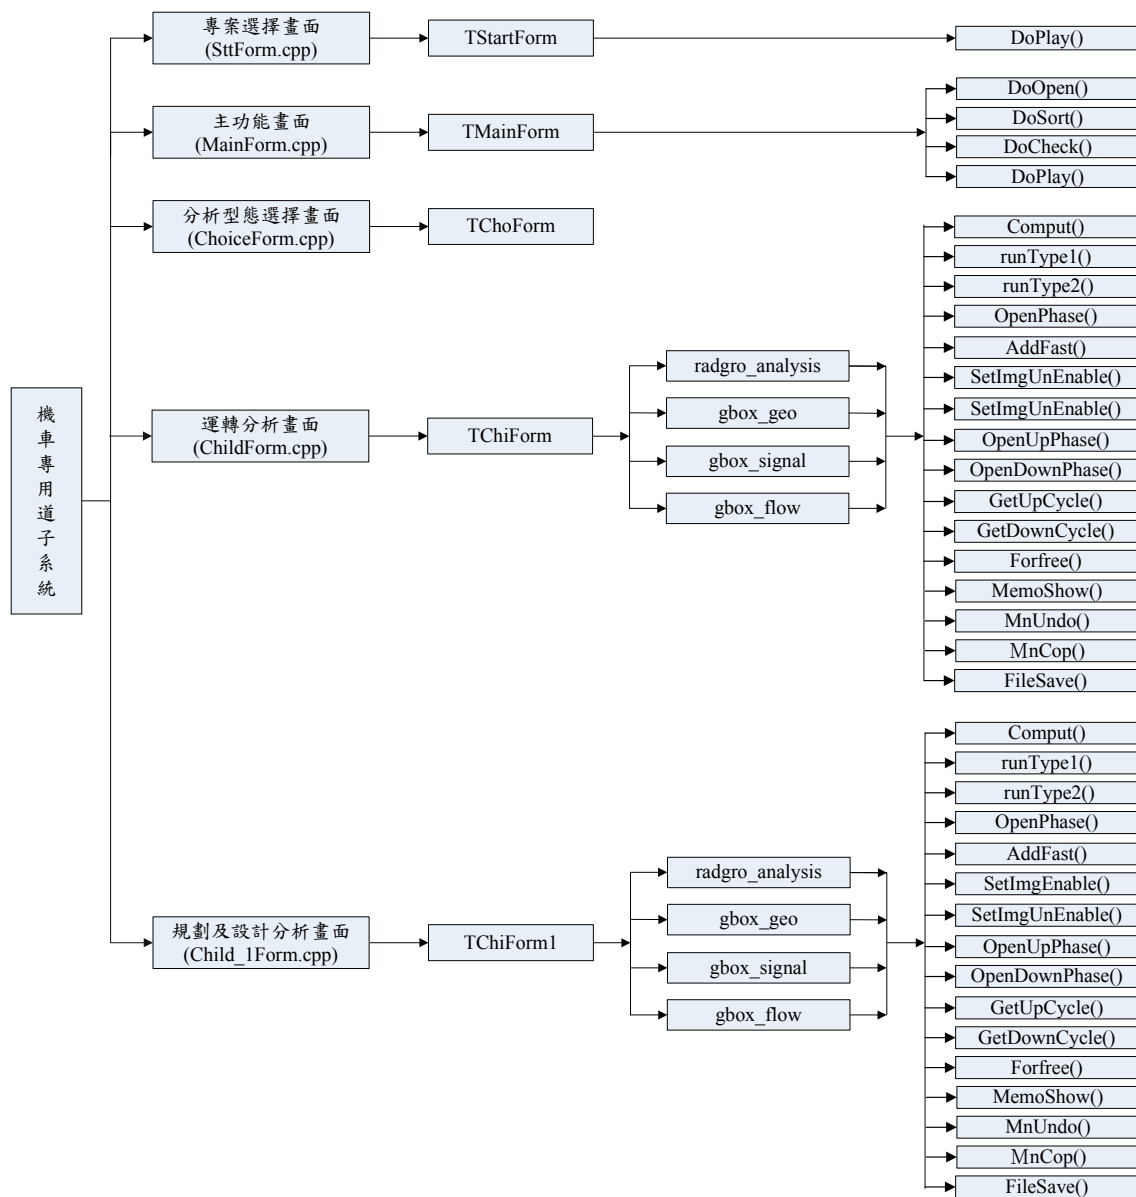 機車專用道子系統
專案選擇畫面
(SttForm.cpp)
TStartForm
DoPlay()
主功能畫面
(MainForm.cpp)
TMainForm
DoOpen()
DoSort()
DoCheck()
DoPlay()
分析型態選擇畫面
(ChoiceForm.cpp)
TChoForm
運轉分析畫面
(ChildForm.cpp)
TChiForm
radgro_analysis
gbox_geo
gbox_signal
gbox_flow
Comput()
runType1()
runType2()
OpenPhase()
AddFast()
SetImgUnEnable()
SetImgUnEnable()
OpenUpPhase()
OpenDownPhase()
GetUpCycle()
GetDownCycle()
Forfree()
MemoShow()
MnUndo()
MnCop()
FileSave()
規劃及設計分析畫面
(Child_1Form.cpp)
TChiForm1
radgro_analysis
gbox_geo
gbox_signal
gbox_flow
Comput()
runType1()
runType2()
OpenPhase()
AddFast()
SetImgEnable()
SetImgUnEnable()
OpenUpPhase()
OpenDownPhase()
GetUpCycle()
GetDownCycle()
Forfree()
MemoShow()
MnUndo()
MnCop()
FileSave()